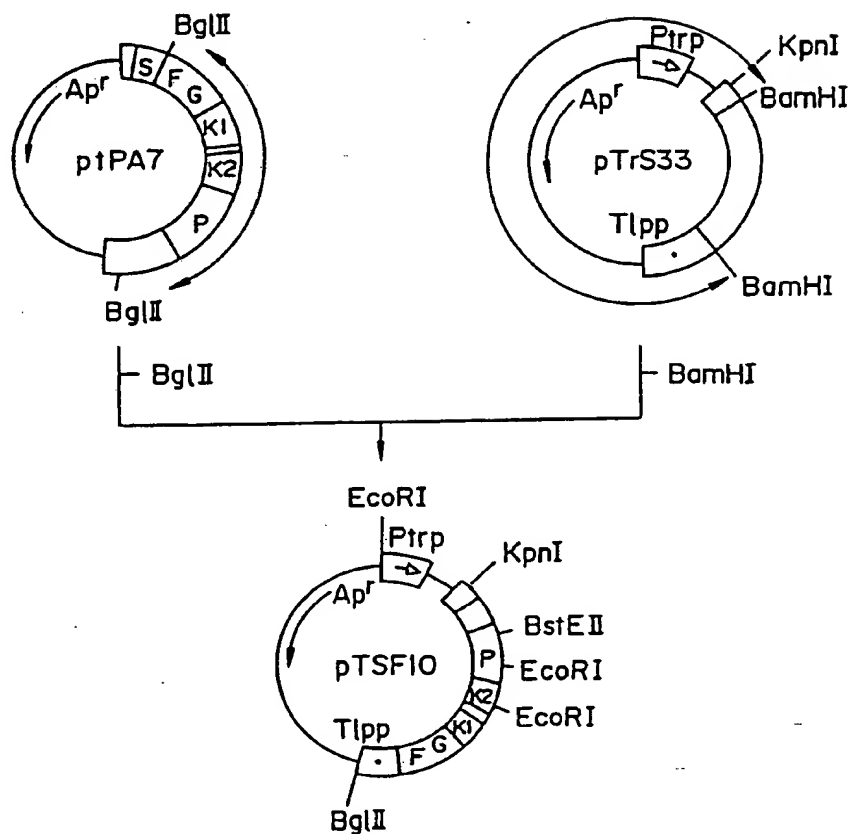 BglII
S
F
G
K1
K2
P
Apr
ptPA7
BglII
BglII
Ptrp
KpnI
BamHI
Apr
pTrS33
Tlpp
BamHI
BamHI
EcoRI
Ptrp
KpnI
Apr
BstEII
P
EcoRI
pTSF10
K2
EcoRI
K1
G
F
Tlpp
BglII